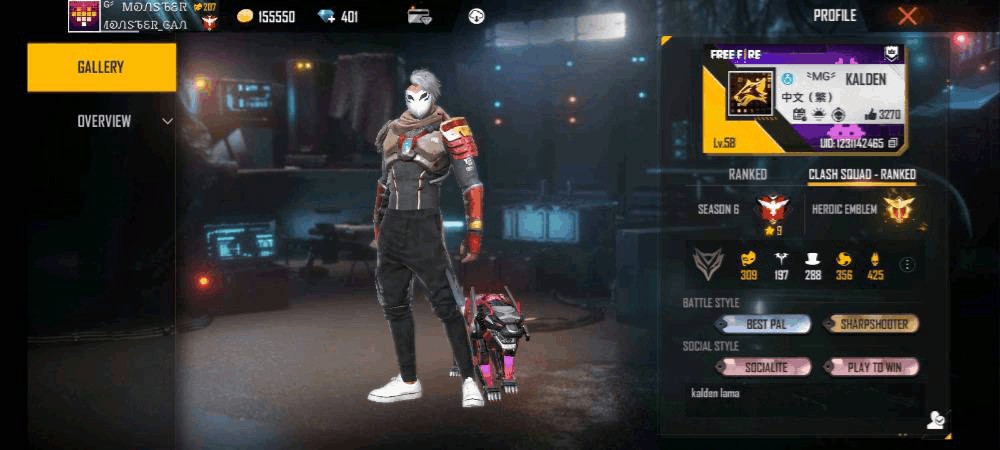 207
155550
401
PROFILE
GALLERY
OVERVIEW
FREE FIRE
MG KALDEN
中文 (繁)
3270
Lv.58
UID:1231142465
RANKED
CLASH SQUAD - RANKED
SEASON 6
9
HEROIC EMBLEM
309 197 288 356 425
BATTLE STYLE
BEST PAL SHARPSHOOTER
SOCIAL STYLE
SOCIALITE PLAY TO WIN
kalden lama